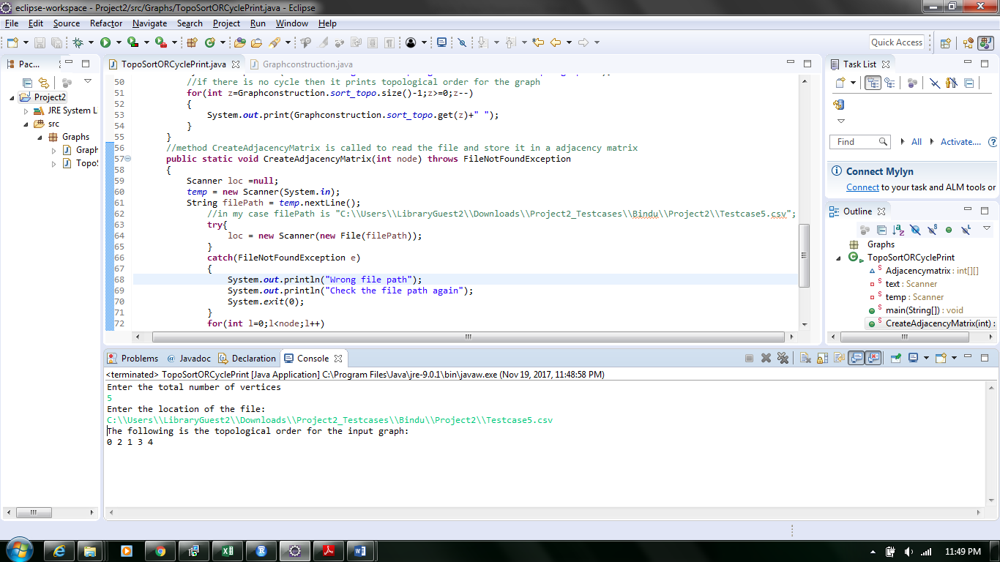 eclipse-workspace - Project2/src/Graphs/TopoSortORCyclePrint.java - Eclipse
File Edit Source Refactor Navigate Search Project Run Window Help
Quick Access
Pac...
Project2
JRE System L
src
Graphs
Graph
TopoS
TopoSortORCyclePrint.java
Graphconstruction.java
50 //if there is no cycle then it prints topological order for the graph
51 for(int z=Graphconstruction.sort_topo.size()-1;z>=0;z--)
52 {
53 System.out.print(Graphconstruction.sort_topo.get(z)+" ");
54 }
55 }
56 //method CreateAdjacencyMatrix is called to read the file and store it in a adjacency matrix
57 public static void CreateAdjacencyMatrix(int node) throws FileNotFoundException
58 {
59 Scanner loc =null;
60 temp = new Scanner(System.in);
61 String filePath = temp.nextLine();
62 //in my case filePath is "C:\\Users\\LibraryGuest2\\Downloads\\Project2_Testcases\\Bindu\\Project2\\Testcase5.csv";
63 try{
64 loc = new Scanner(new File(filePath));
65 }
66 catch(FileNotFoundException e)
67 {
68 System.out.println("Wrong file path");
69 System.out.println("Check the file path again");
70 System.exit(0);
71 }
72 for(int l=0;l<node;l++)
Task List
Find All Activate...
Connect Mylyn
Connect to your task and ALM tools or
Outline
Graphs
TopoSortORCyclePrint
Adjacencymatrix : int[][]
text : Scanner
temp : Scanner
main(String[]) : void
CreateAdjacencyMatrix(int) :
Problems Javadoc Declaration Console
<terminated> TopoSortORCyclePrint [Java Application] C:\Program Files\Java\jre-9.0.1\bin\javaw.exe (Nov 19, 2017, 11:48:58 PM)
Enter the total number of vertices
5
Enter the location of the file:
C:\\Users\\LibraryGuest2\\Downloads\\Project2_Testcases\\Bindu\\Project2\\Testcase5.csv
The following is the topological order for the input graph:
0 2 1 3 4
11:49 PM